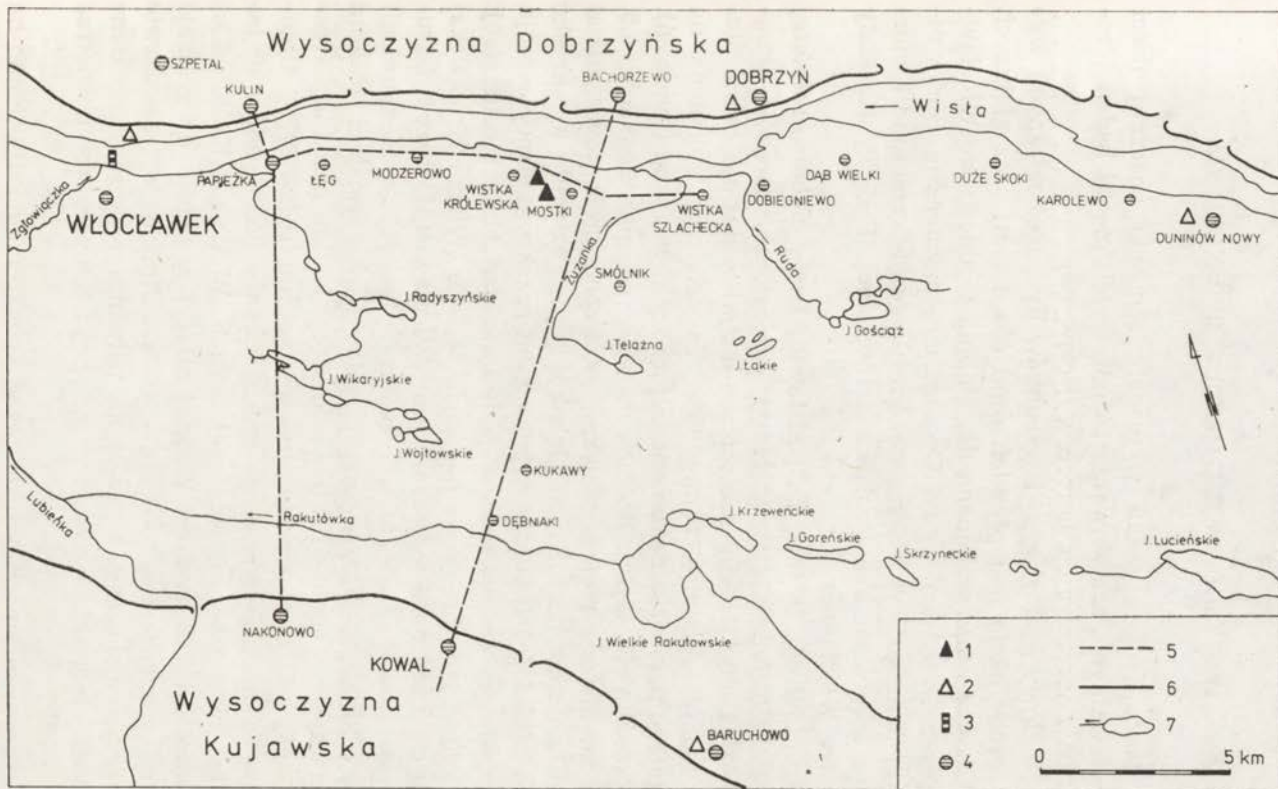 Wysoczyzna Dobrzyńska
SZPETAL
KULIN
BACHORZEWO
DOBRZYŃ
Wisła
PAPIEŻKA
ŁĘG
MODZEROWO
WISTKA
KRÓLEWSKA
MOSTKI
WISTKA
SZLACHECKA
DOBIEGNIEWO
DĄB WIELKI
DUŻE SKOKI
KAROLEWO
DUNINÓW NOWY
Zgłowiączka
WŁOCŁAWEK
Zuzanka
Ruda
SMÓLNIK
J. Radyszyńskie
J. Gościąż
J. Telążna
J. Łąkie
J. Wikaryjskie
J. Wojtowskie
KUKAWY
Lubieńka
Rakutówka
DĘBNIAKI
J. Krzewenckie
J. Goreńskie
J. Skrzyneckie
J. Lucieńskie
NAKONOWO
KOWAL
J. Wielkie Rakutowskie
Wysoczyzna
Kujawska
BARUCHOWO
1
2
3
4
5
6
7
0 5 km